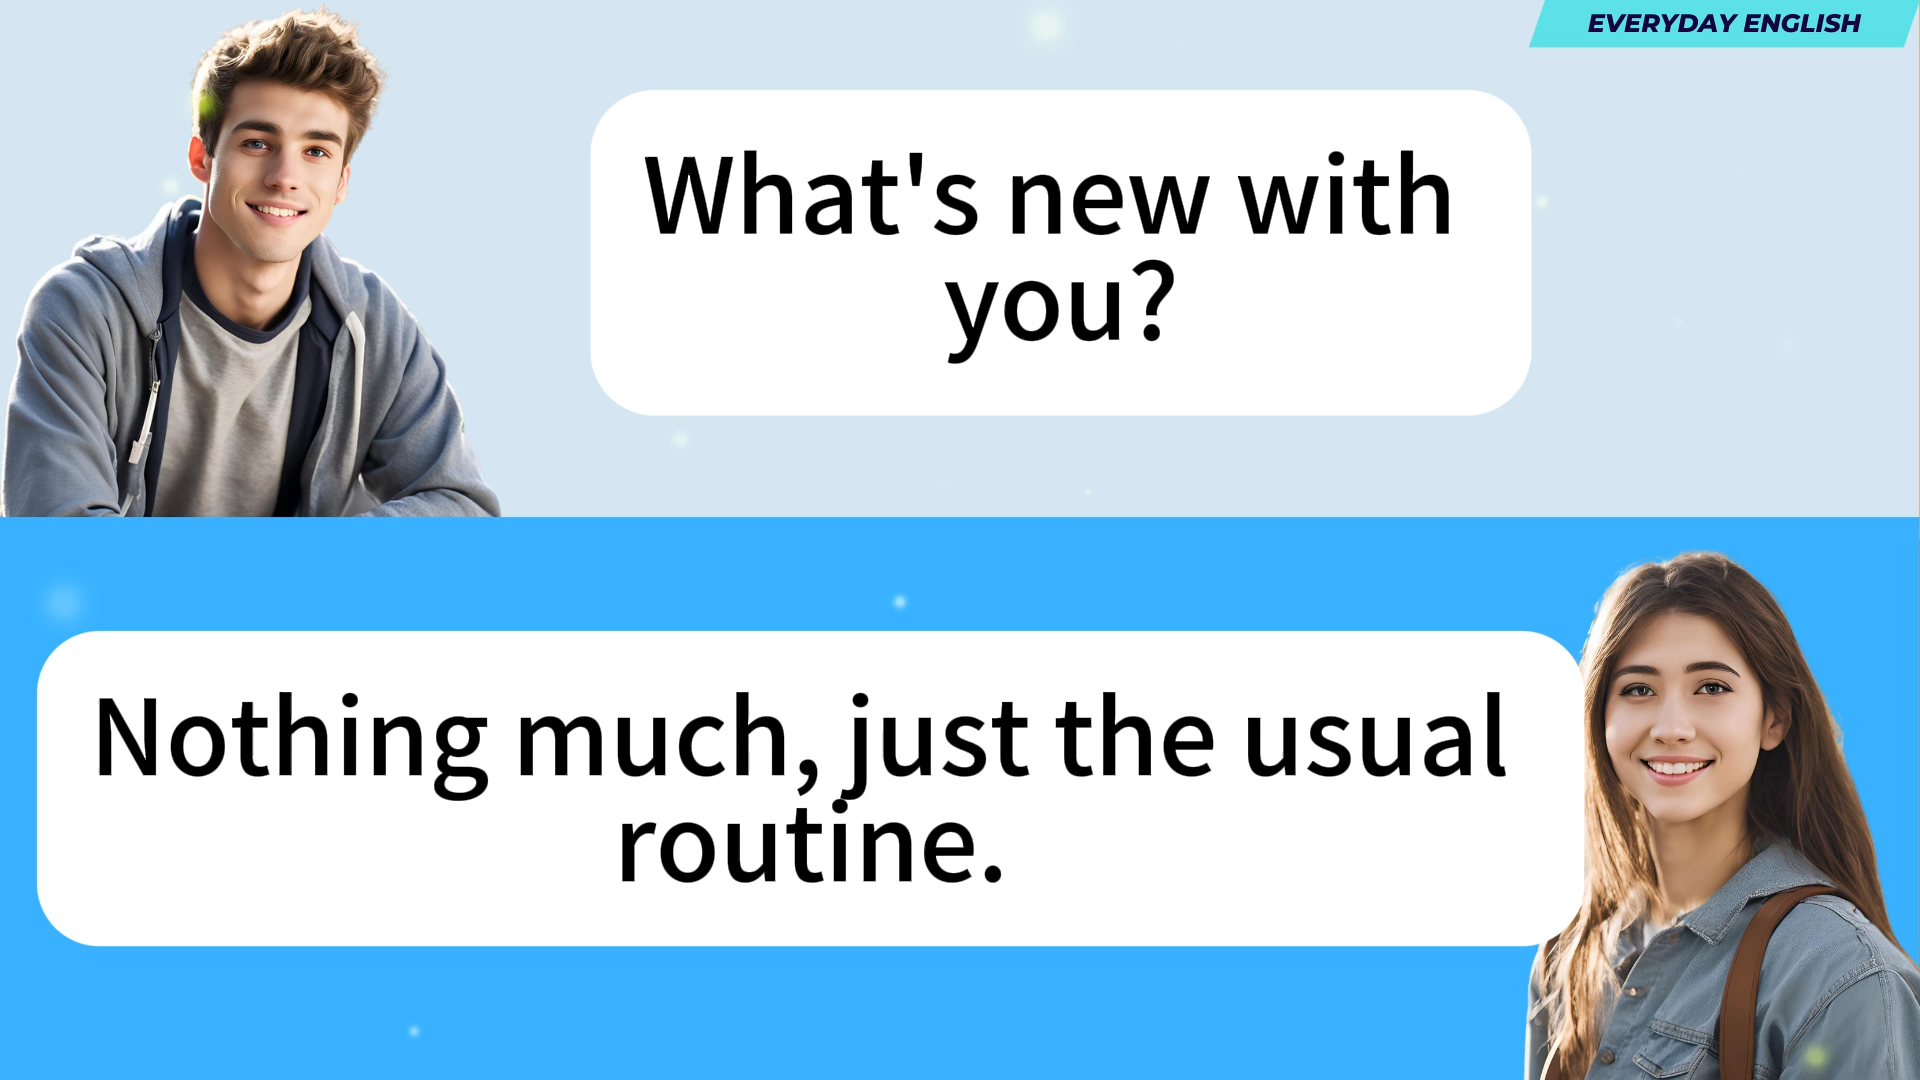 EVERYDAY ENGLISH
What's new with
you?
Nothing much, just the usual
routine.